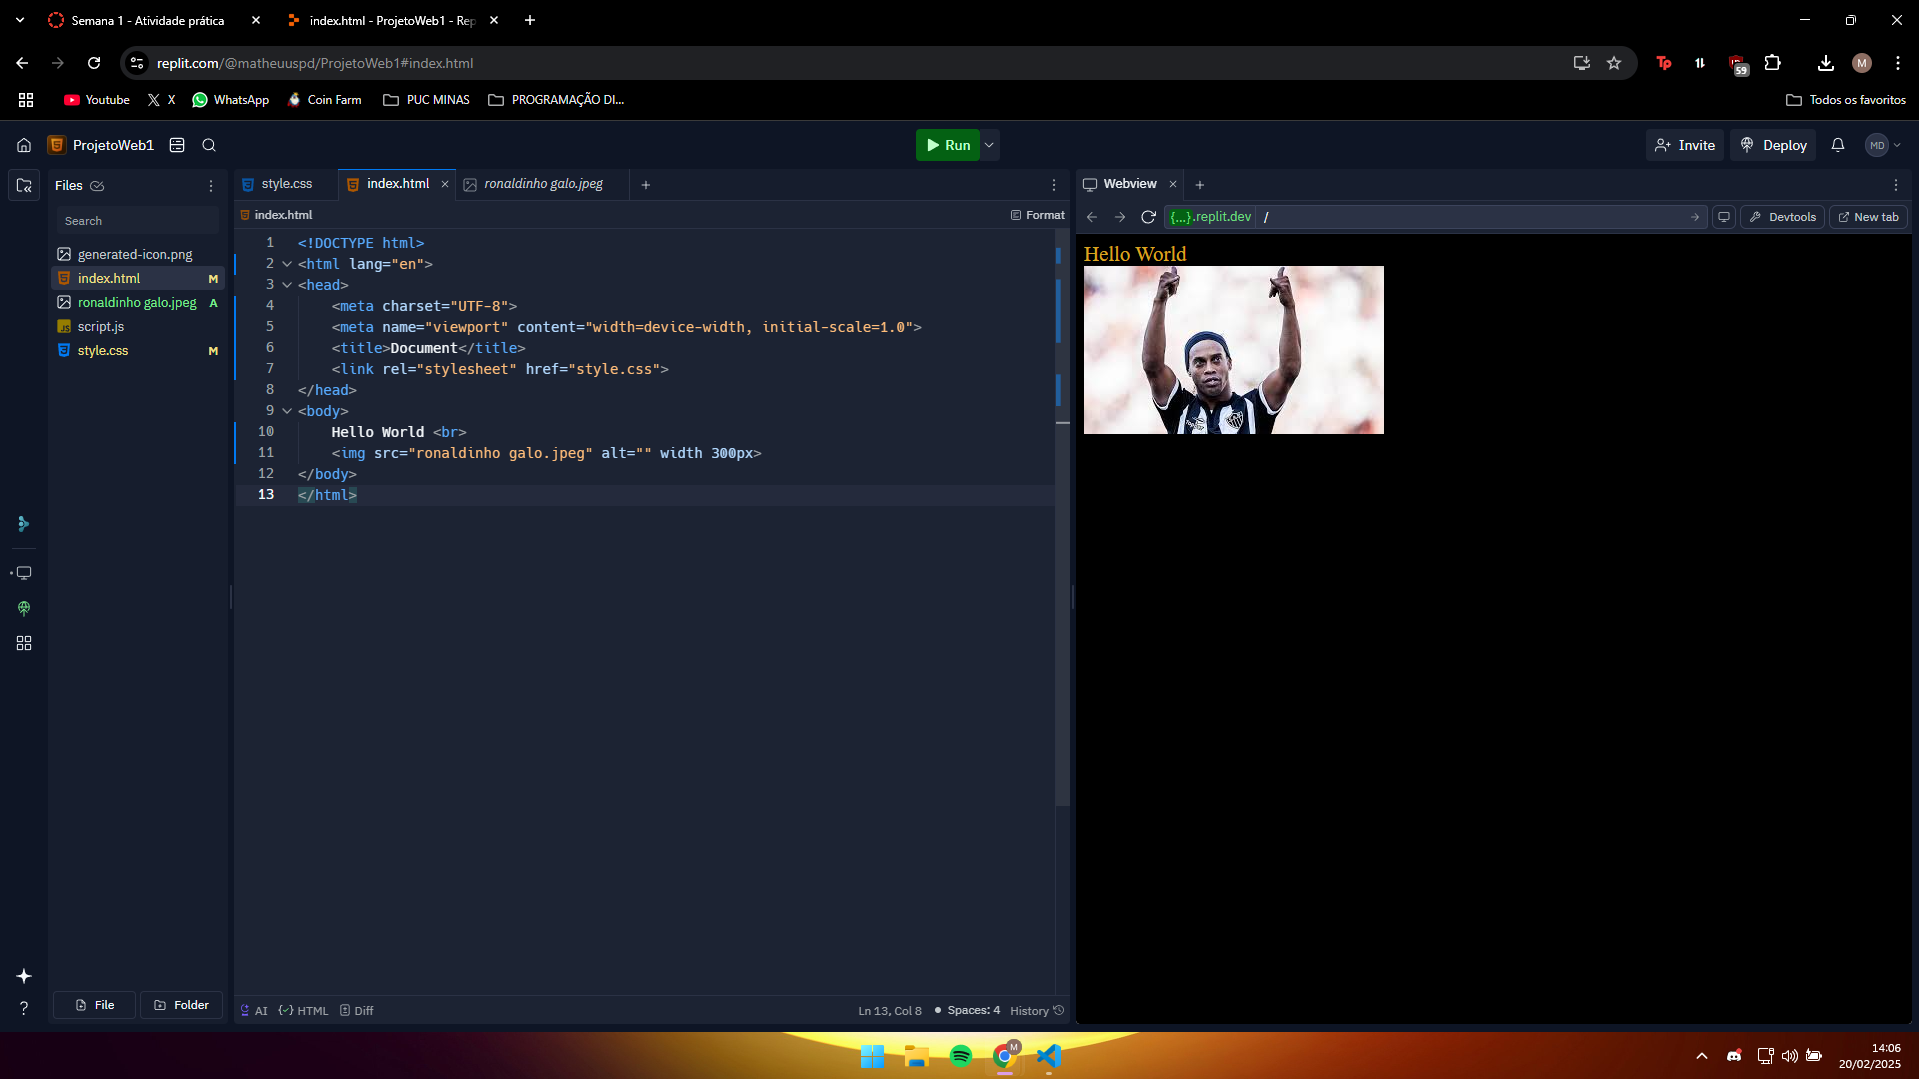 Semana 1 - Atividade prática
index.html - ProjetoWeb1 - Rep
replit.com/@matheuuspd/ProjetoWeb1#index.html
Tp
59
M
Youtube
X
WhatsApp
Coin Farm
PUC MINAS
PROGRAMAÇÃO DI...
Todos os favoritos
ProjetoWeb1
Run
Invite
Deploy
MD
Files
Search
generated-icon.png
index.html M
ronaldinho galo.jpeg A
JS script.js
style.css M
File
Folder
style.css
index.html
ronaldinho galo.jpeg
index.html
Format
1 <!DOCTYPE html>
2 <html lang="en">
3 <head>
4 <meta charset="UTF-8">
5 <meta name="viewport" content="width=device-width, initial-scale=1.0">
6 <title>Document</title>
7 <link rel="stylesheet" href="style.css">
8 </head>
9 <body>
10 Hello World <br>
11 <img src="ronaldinho galo.jpeg" alt="" width 300px>
12 </body>
13 </html>
AI
HTML
Diff
Ln 13, Col 8
Spaces: 4
History
Webview
{...}.replit.dev /
Devtools
New tab
Hello World
M
14:06
20/02/2025